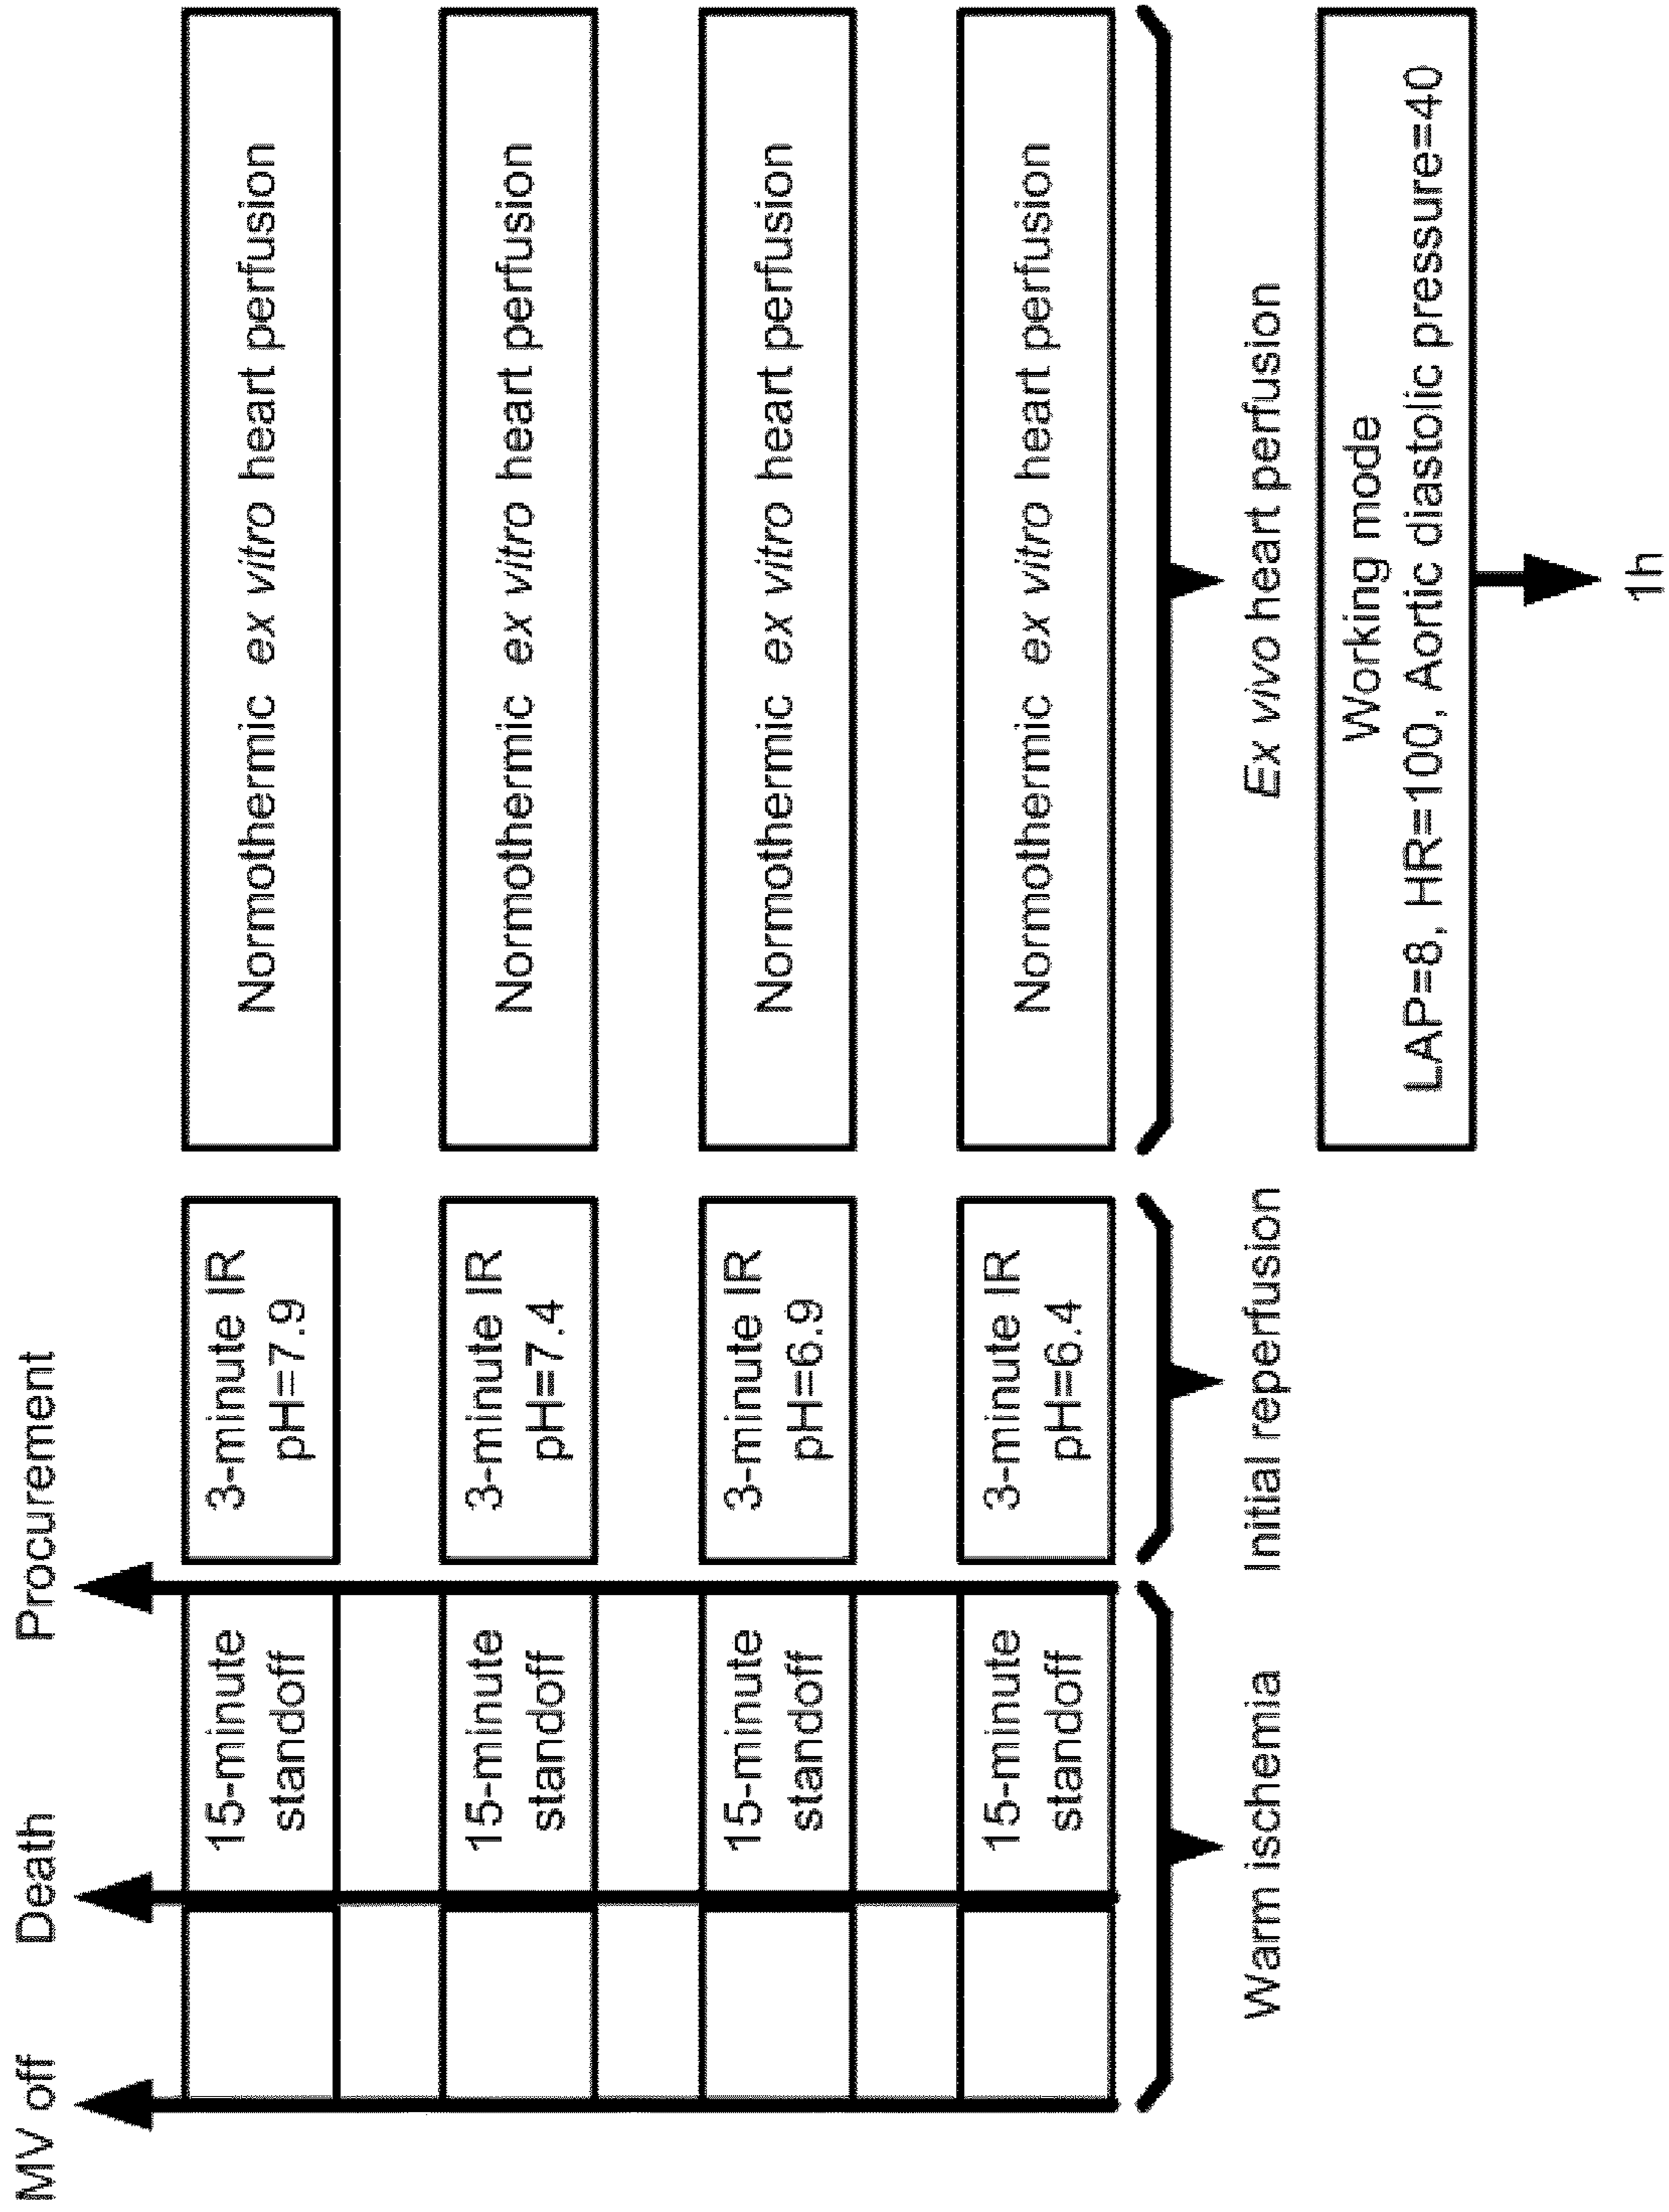 MV off
Death
Procurement
15-minute
standoff
3-minute IR
pH=7.9
Normothermic ex vitro heart perfusion
15-minute
standoff
3-minute IR
pH=7.4
Normothermic ex vitro heart perfusion
15-minute
standoff
3-minute IR
pH=6.9
Normothermic ex vitro heart perfusion
15-minute
standoff
3-minute IR
pH=6.4
Normothermic ex vitro heart perfusion
Warm ischemia
Initial reperfusion
Ex vivo heart perfusion
Working mode
LAP=8, HR=100, Aortic diastolic pressure=40
1h